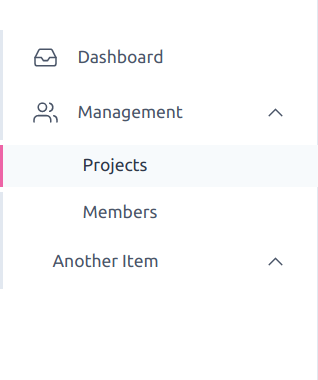 Dashboard
Management
Projects
Members
Another Item